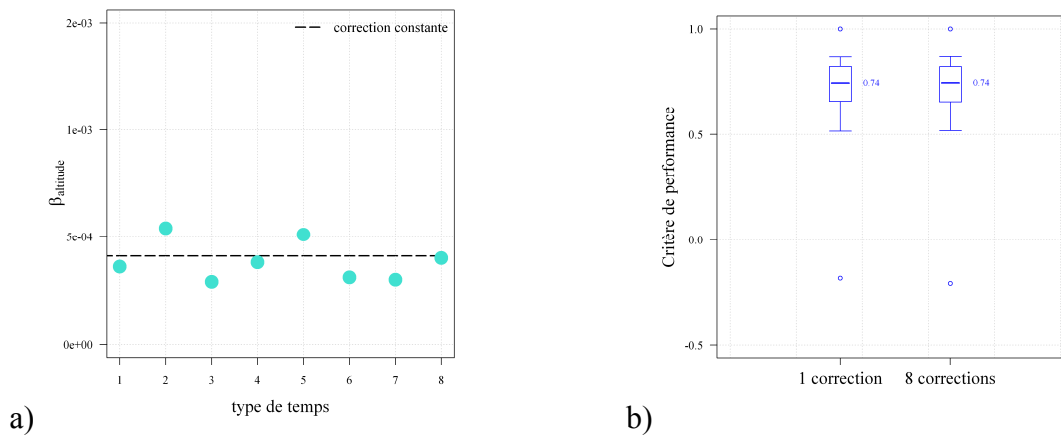 2e-03
correction constante
1e-03
βaltitude
5e-04
0e+00
1 2 3 4 5 6 7 8
type de temps
a)
1.0
0.74 0.74
0.5
Critère de performance
0.0
-0.5
1 correction 8 corrections
b)